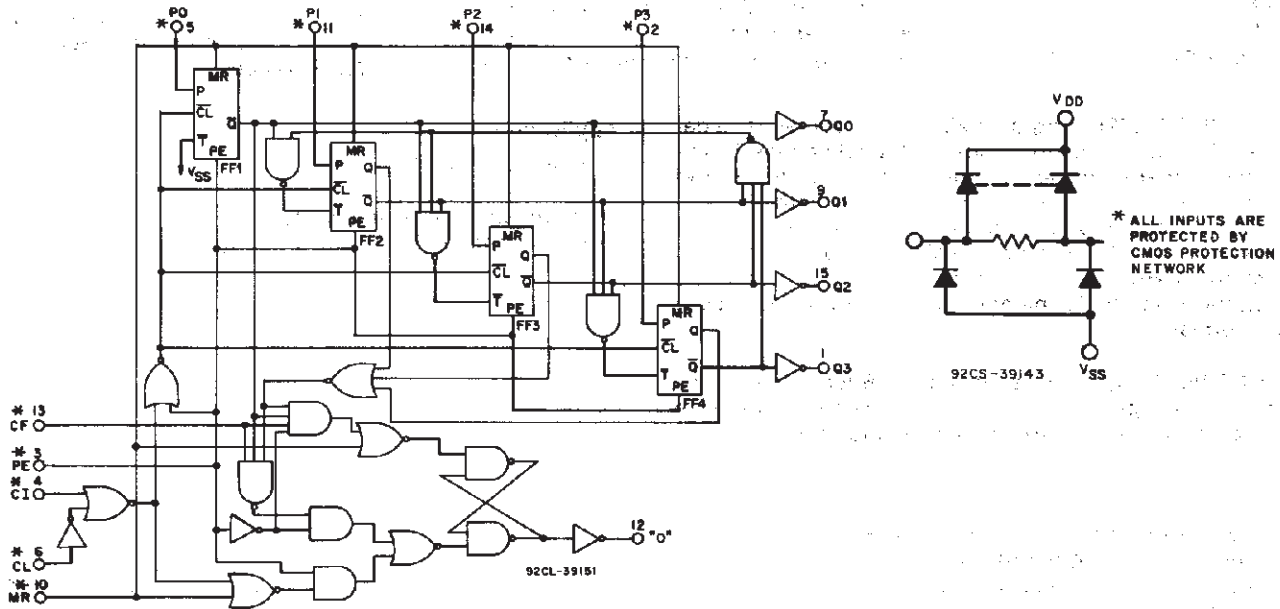 * P0 5
* P1 11
* P2 14
* P3 2
MR
P
CL
T
PE
Q
FF1
VSS
MR
P
CL
T
PE
Q
Q
FF2
MR
P
CL
T
PE
Q
Q
FF3
MR
P
CL
T
PE
Q
Q
FF4
7 Q0
9 Q1
15 Q2
1 Q3
* 13
CF
* 3
PE
* 4
CI
* 6
CL
* 10
MR
12 "0"
92CL-39151
VDD
VSS
92CS-39143
* ALL INPUTS ARE
PROTECTED BY
CMOS PROTECTION
NETWORK